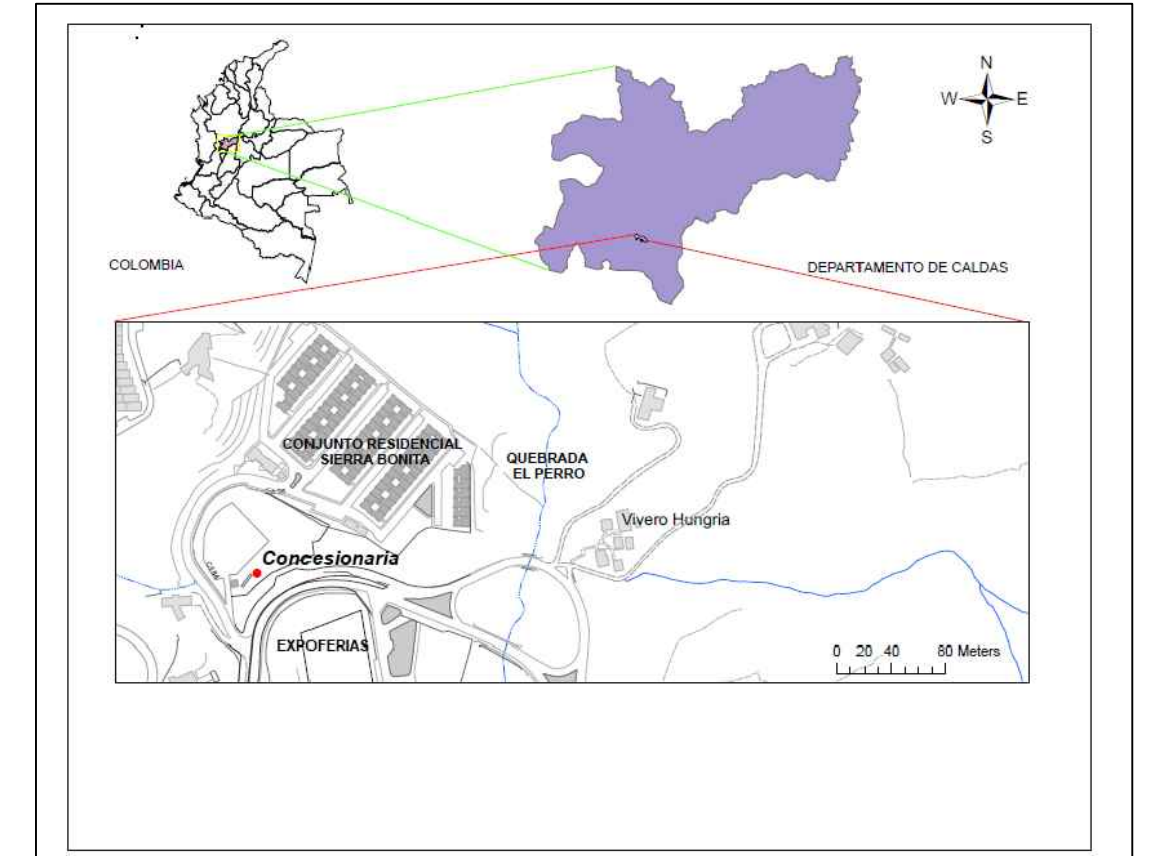 N
W E
S
COLOMBIA
DEPARTAMENTO DE CALDAS
CONJUNTO RESIDENCIAL
SIERRA BONITA
QUEBRADA
EL PERRO
Vivero Hungria
Concesionaria
EXPOFERIAS
0 20 40 80 Meters